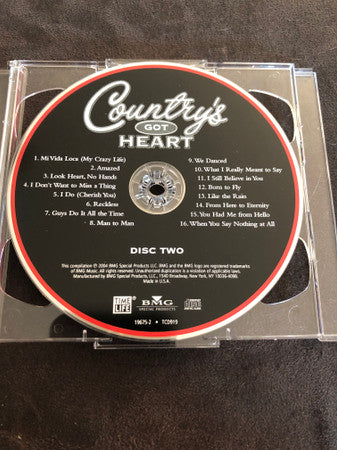 Country's
GOT
HEART
1. Mi Vida Loca (My Crazy Life)
2. Amazed
3. Look Heart, No Hands
4. I Don't Want to Miss a Thing
5. I Do (Cherish You)
6. Reckless
7. Guys Do It All the Time
8. Man to Man
9. We Danced
10. What I Really Meant to Say
11. I Still Believe in You
12. Born to Fly
13. Like the Rain
14. From Here to Eternity
15. You Had Me from Hello
16. When You Say Nothing at All
DISC TWO
This compilation ℗ 2004 BMG Special Products LLC. BMG and the BMG logo are registered trademarks
of BMG Music. All rights reserved. Unauthorized duplication is a violation of applicable laws.
Manufactured by BMG Special Products, LLC, 1540 Broadway, New York, NY 10036-4098.
Made in U.S.A.
TIME
LIFE
BMG
SPECIAL PRODUCTS
19675-2 • TCD919